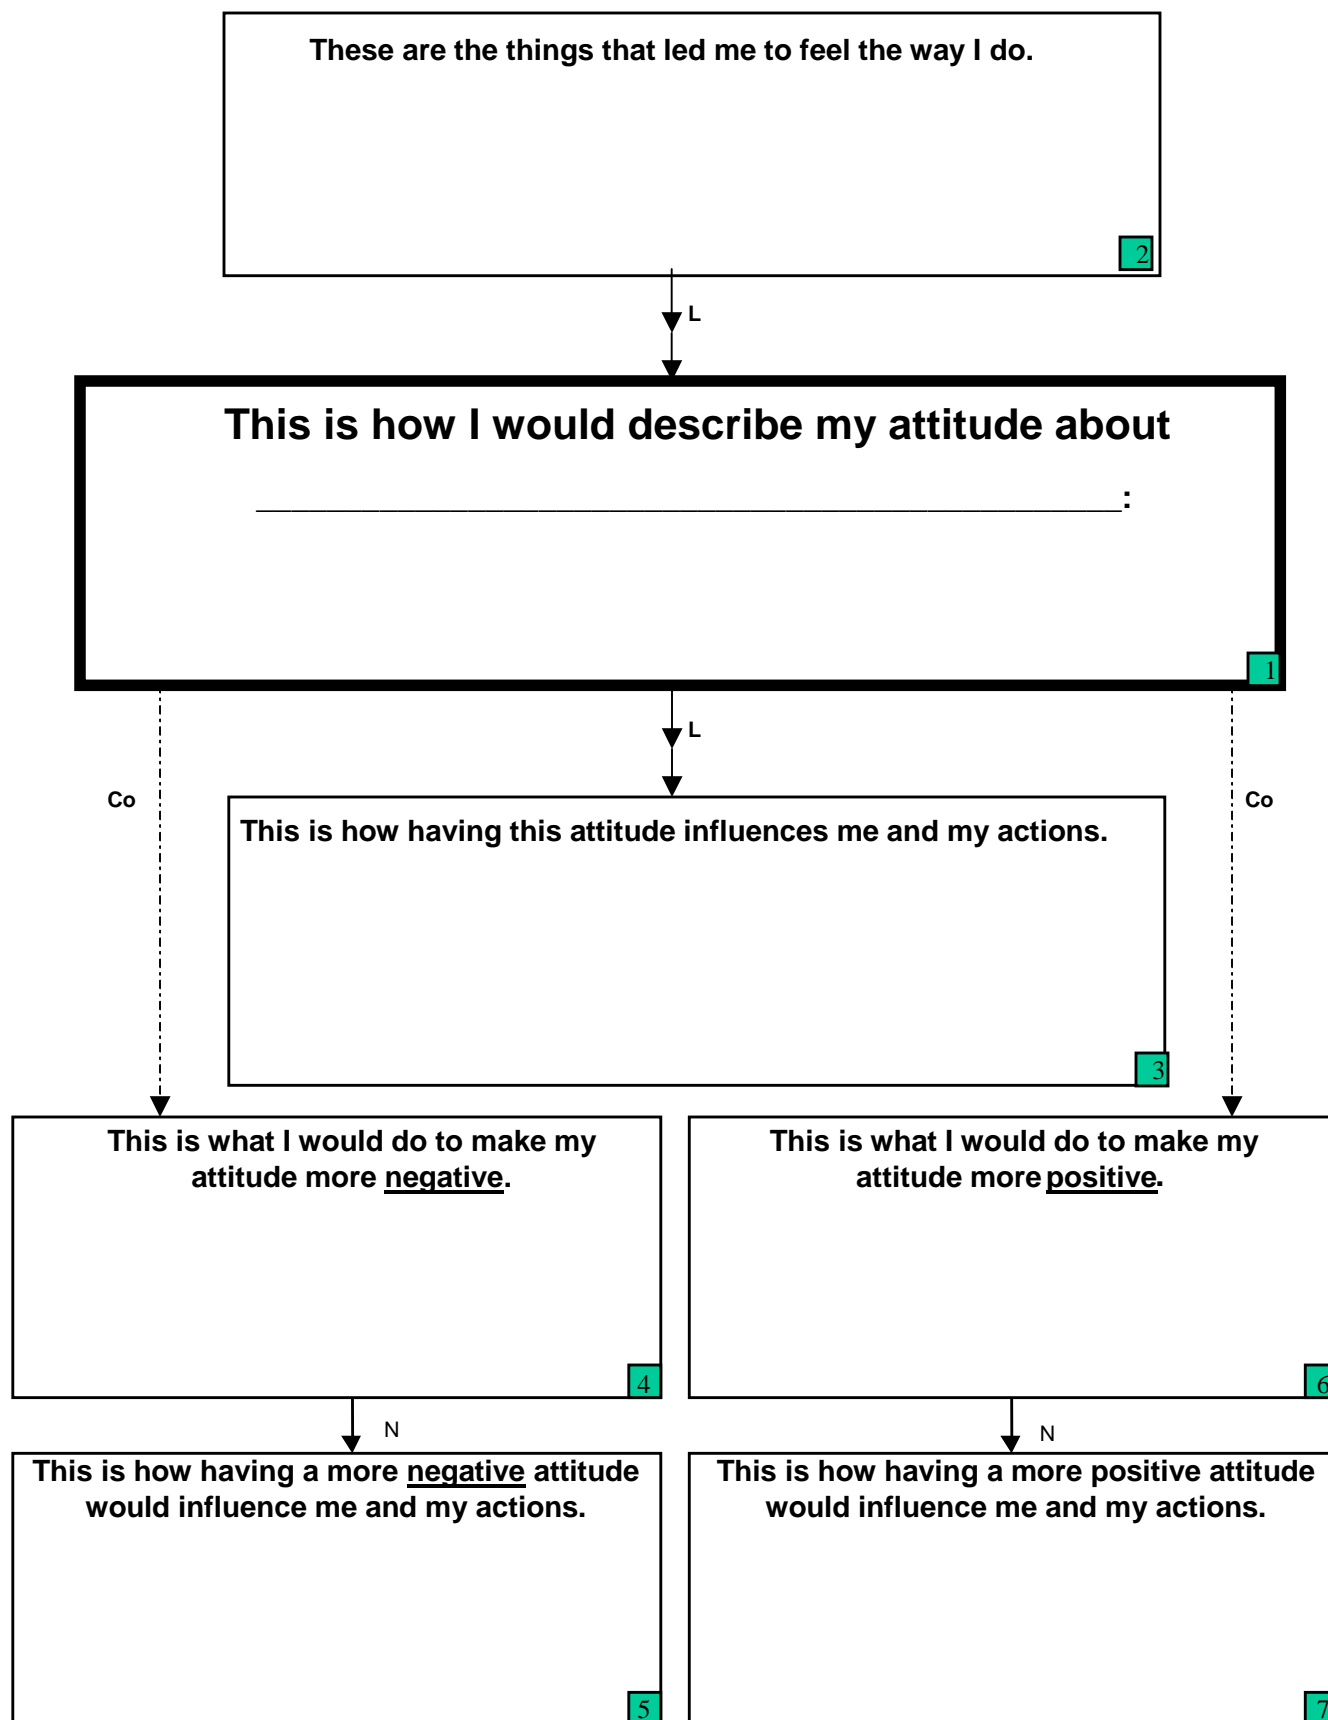 These are the things that led me to feel the way I do.
2
L
This is how I would describe my attitude about
_________________________________________________:
1
L
Co
Co
This is how having this attitude influences me and my actions.
3
This is what I would do to make my
attitude more negative.
4
This is what I would do to make my
attitude more positive.
6
N
N
This is how having a more negative attitude
would influence me and my actions.
5
This is how having a more positive attitude
would influence me and my actions.
7